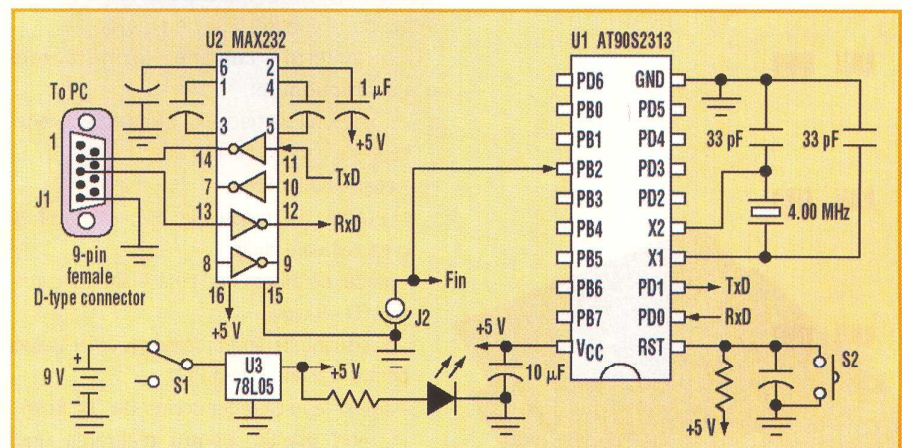 U2 MAX232
U1 AT90S2313
6 2
1 4
1 µF
To PC
3 5
+5 V
1
14 11
TxD
7 10
J1
13 12
RxD
9-pin
female
D-type connector
8 9
16 15
+5 V
Fin
J2
9 V
+
-
S1
U3
78L05
+5 V
+5 V
10 µF
PD6 GND
PB0 PD5
PB1 PD4
PB2 PD3
PB3 PD2
PB4 X2
PB5 X1
PB6 PD1
PB7 PD0
VCC RST
33 pF
33 pF
4.00 MHz
TxD
RxD
S2
+5 V